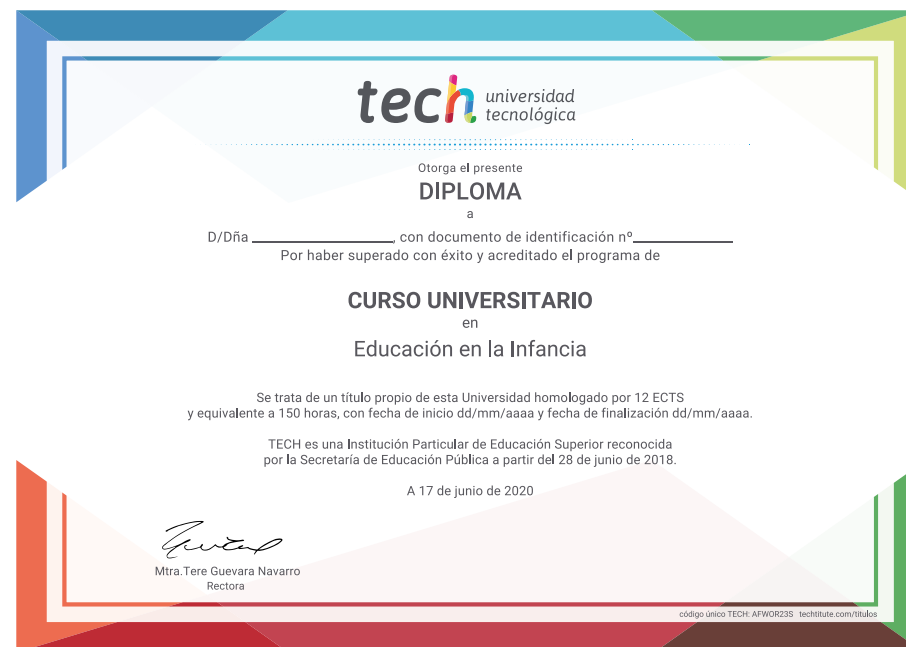 tech universidad
tecnológica
Otorga el presente
DIPLOMA
a
D/Dña ____________________, con documento de identificación nº______________
Por haber superado con éxito y acreditado el programa de
CURSO UNIVERSITARIO
en
Educación en la Infancia
Se trata de un título propio de esta Universidad homologado por 12 ECTS
y equivalente a 150 horas, con fecha de inicio dd/mm/aaaa y fecha de finalización dd/mm/aaaa.
TECH es una Institución Particular de Educación Superior reconocida
por la Secretaría de Educación Pública a partir del 28 de junio de 2018.
A 17 de junio de 2020
Mtra.Tere Guevara Navarro
Rectora
código único TECH: AFWOR23S techtitute.com/titulos